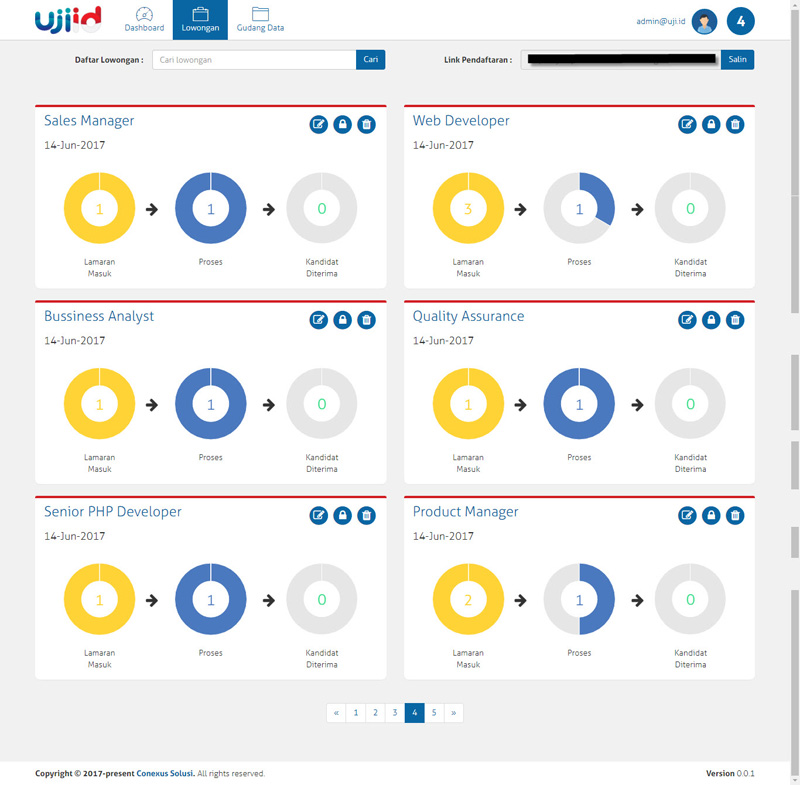 ujiid
Dashboard
Lowongan
Gudang Data
admin@uji.id
4
Daftar Lowongan :
Cari lowongan
Cari
Link Pendaftaran :
Salin
Sales Manager
14-Jun-2017
1
1
0
Lamaran
Masuk
Proses
Kandidat
Diterima
Web Developer
14-Jun-2017
3
1
0
Lamaran
Masuk
Proses
Kandidat
Diterima
Bussiness Analyst
14-Jun-2017
1
1
0
Lamaran
Masuk
Proses
Kandidat
Diterima
Quality Assurance
14-Jun-2017
1
1
0
Lamaran
Masuk
Proses
Kandidat
Diterima
Senior PHP Developer
14-Jun-2017
1
1
0
Lamaran
Masuk
Proses
Kandidat
Diterima
Product Manager
14-Jun-2017
2
1
0
Lamaran
Masuk
Proses
Kandidat
Diterima
« 1 2 3 4 5 »
Copyright © 2017-present Conexus Solusi. All rights reserved.
Version 0.0.1